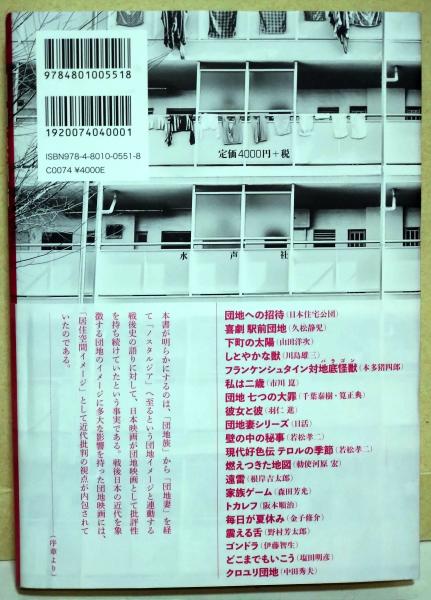 9784801005518
1920074040001
ISBN978-4-8010-0551-8
C0074 ¥4000E
定価4000円+税
水声社
本書が明らかにするのは、「団地族」から「団地妻」を経
て「ノスタルジア」へ至るという団地イメージと連動する
戦後史の語りに対して、日本映画が団地映画として批評性
を持ち続けていたという事実である。戦後日本の近代を象
徴する団地のイメージに多大な影響を持った団地映画には、
「居住空間イメージ」として近代批判の視点が内包されて
いたのである。
(序章より)
団地への招待(日本住宅公団)
喜劇 駅前団地(久松静児)
下町の太陽(山田洋次)
しとやかな獣(川島雄三)
フランケンシュタイン対地底怪獣(本多猪四郎)
バラゴン
私は二歳(市川 崑)
団地 七つの大罪(千葉泰樹・筧正典)
彼女と彼(羽仁 進)
団地妻シリーズ(日活)
壁の中の秘事(若松孝二)
現代好色伝 テロルの季節(若松孝二)
燃えつきた地図(勅使河原 宏)
遠雷(根岸吉太郎)
家族ゲーム(森田芳光)
トカレフ(阪本順治)
毎日が夏休み(金子修介)
震える舌(野村芳太郎)
ゴンドラ(伊藤智生)
どこまでもいこう(塩田明彦)
クロユリ団地(中田秀夫)